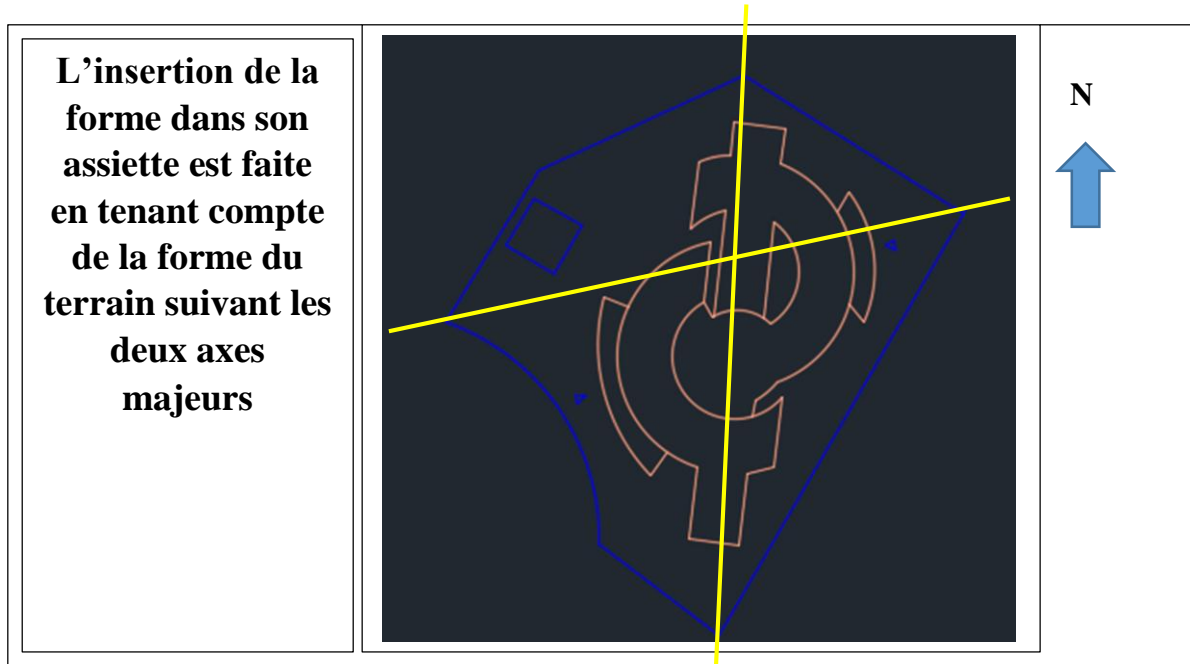 L’insertion de la
forme dans son
assiette est faite
en tenant compte
de la forme du
terrain suivant les
deux axes
majeurs
N